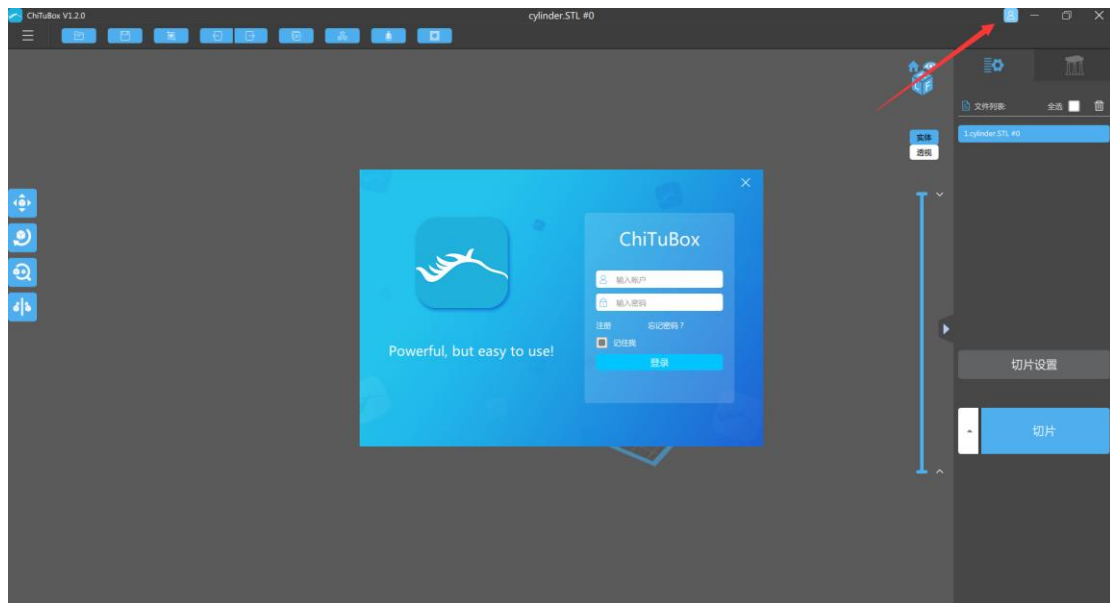 ChiTuBox V1.2.0
cylinder.STL #0
文件列表:
全选
1.cylinder.STL #0
实体
透视
ChiTuBox
输入帐户
输入密码
注册
忘记密码？
记住我
登录
Powerful, but easy to use!
切片设置
切片